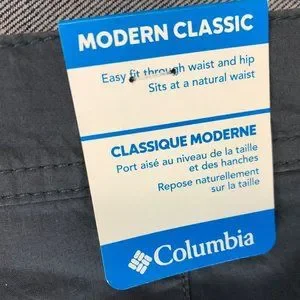 MODERN CLASSIC
Easy fit through waist and hip
Sits at a natural waist
CLASSIQUE MODERNE
Port aisé au niveau de la taille
et des hanches
Repose naturellement
sur la taille
Columbia